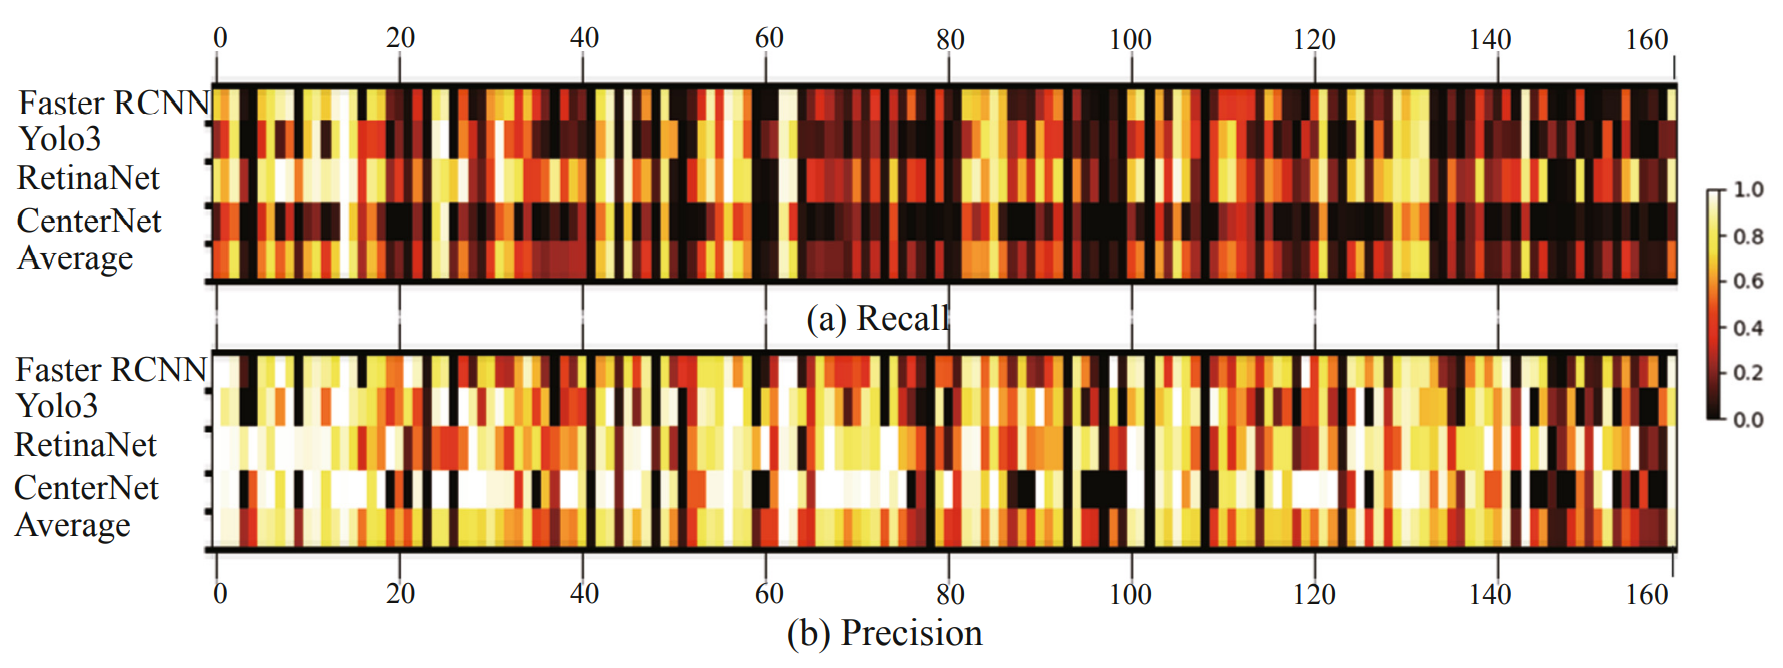 0 20 40 60 80 100 120 140 160
Faster RCNN
Yolo3
RetinaNet
CenterNet
Average
(a) Recall
Faster RCNN
Yolo3
RetinaNet
CenterNet
Average
0 20 40 60 80 100 120 140 160
(b) Precision
1.0
0.8
0.6
0.4
0.2
0.0